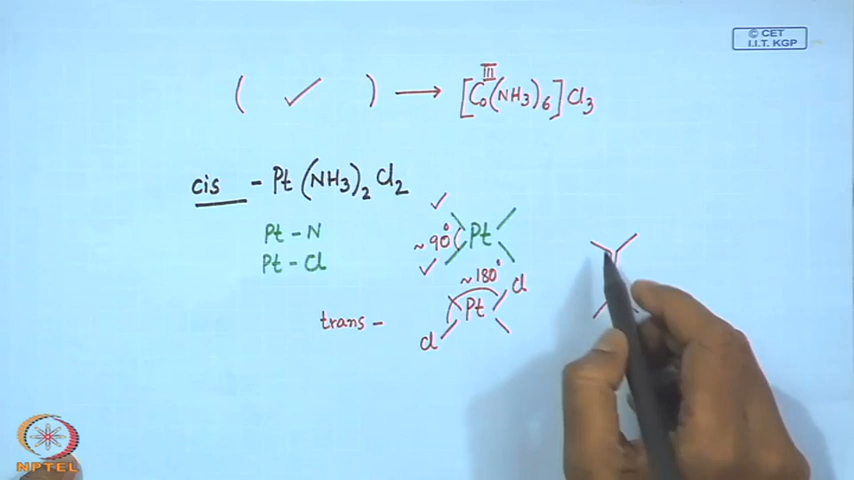 © CET
I.I.T. KGP
( ✓ ) → [Co(NH3)6]Cl3
III
cis - Pt(NH3)2Cl2
Pt - N
Pt - Cl
✓
~90° Pt
✓
~180°
Cl
trans - Pt
Cl
NPTEL